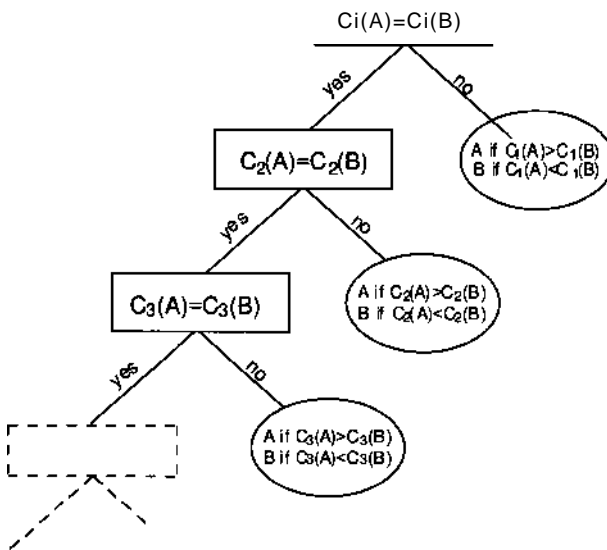 Ci(A)=Ci(B)
yes
no
C₂(A)=C₂(B)
A if C₁(A)>C₁(B)
B if C₁(A)<C₁(B)
yes
no
C₃(A)=C₃(B)
A if C₂(A)>C₂(B)
B if C₂(A)<C₂(B)
yes
no
A if C₃(A)>C₃(B)
B if C₃(A)<C₃(B)